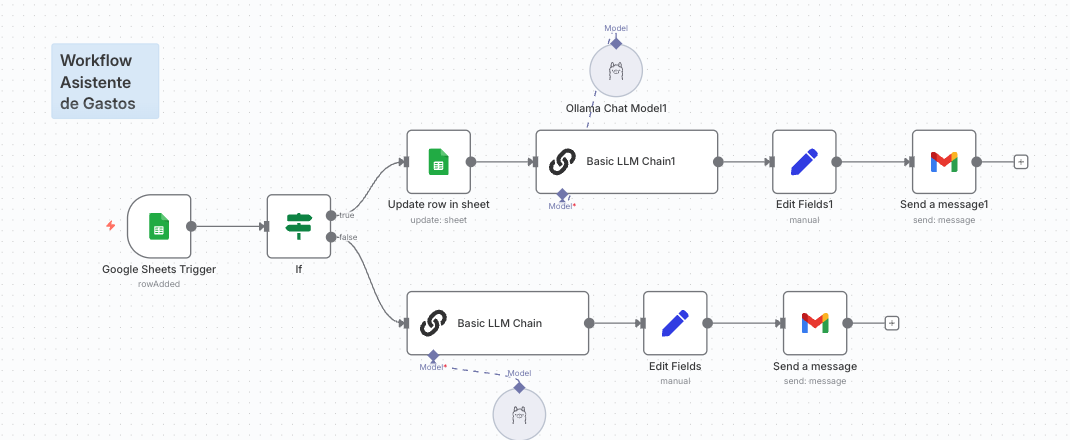 Workflow
Asistente
de Gastos
Model
Ollama Chat Model1
Basic LLM Chain1
Model*
Update row in sheet
update: sheet
Edit Fields1
manual
Send a message1
send: message
true
false
Google Sheets Trigger
rowAdded
If
Basic LLM Chain
Model*
Model
Edit Fields
manual
Send a message
send: message